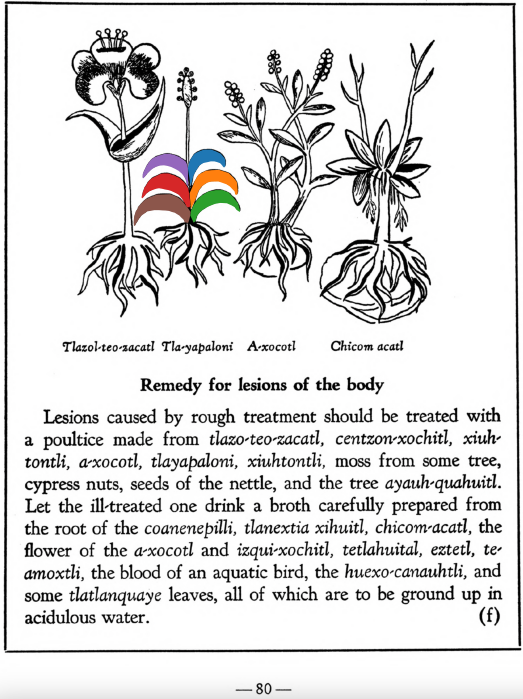 Tlazol-teo-zacatl Tla-yapaloni A-xocotl Chicom acatl
Remedy for lesions of the body
Lesions caused by rough treatment should be treated with
a poultice made from tlazo-teo-zacatl, centzon-xochitl, xiuh-
tontli, a-xocotl, tlayapaloni, xiuhtontli, moss from some tree,
cypress nuts, seeds of the nettle, and the tree ayauh-quahuitl.
Let the ill-treated one drink a broth carefully prepared from
the root of the coanenepilli, tlanextia xihuitl, chicom-acatl, the
flower of the a-xocotl and izqui-xochitl, tetlahuital, eztetl, te-
amoxtli, the blood of an aquatic bird, the huexo-canauhtli, and
some tlatlanquaye leaves, all of which are to be ground up in
acidulous water. (f)
— 80 —